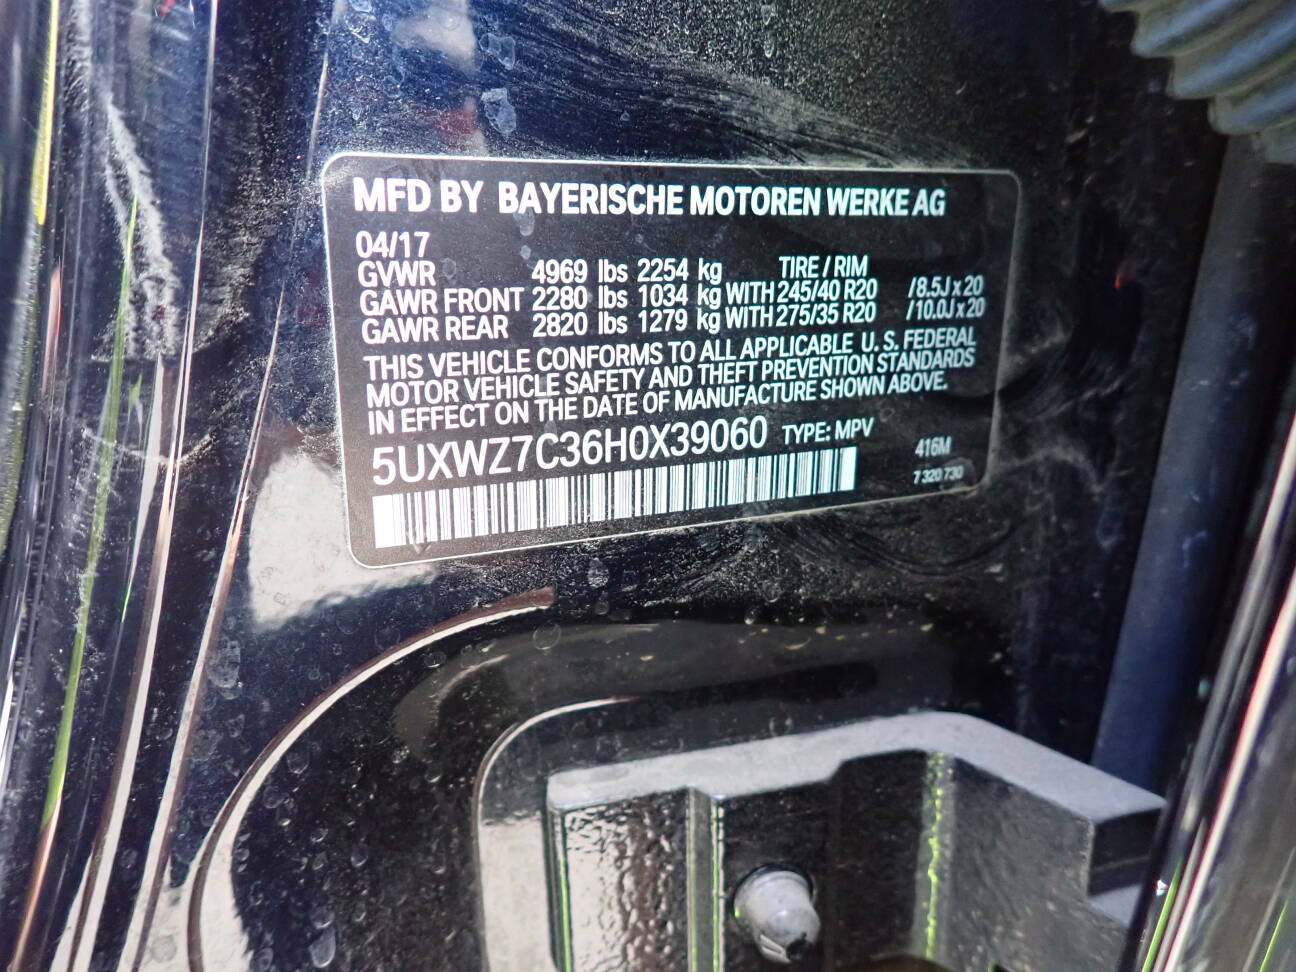 MFD BY BAYERISCHE MOTOREN WERKE AG
04/17
GVWR 4969 lbs 2254 kg TIRE / RIM
GAWR FRONT 2280 lbs 1034 kg WITH 245/40 R20 /8.5J x 20
GAWR REAR 2820 lbs 1279 kg WITH 275/35 R20 /10.0J x 20
THIS VEHICLE CONFORMS TO ALL APPLICABLE U. S. FEDERAL
MOTOR VEHICLE SAFETY AND THEFT PREVENTION STANDARDS
IN EFFECT ON THE DATE OF MANUFACTURE SHOWN ABOVE.
5UXWZ7C36H0X39060 TYPE: MPV
416M
7 320 730